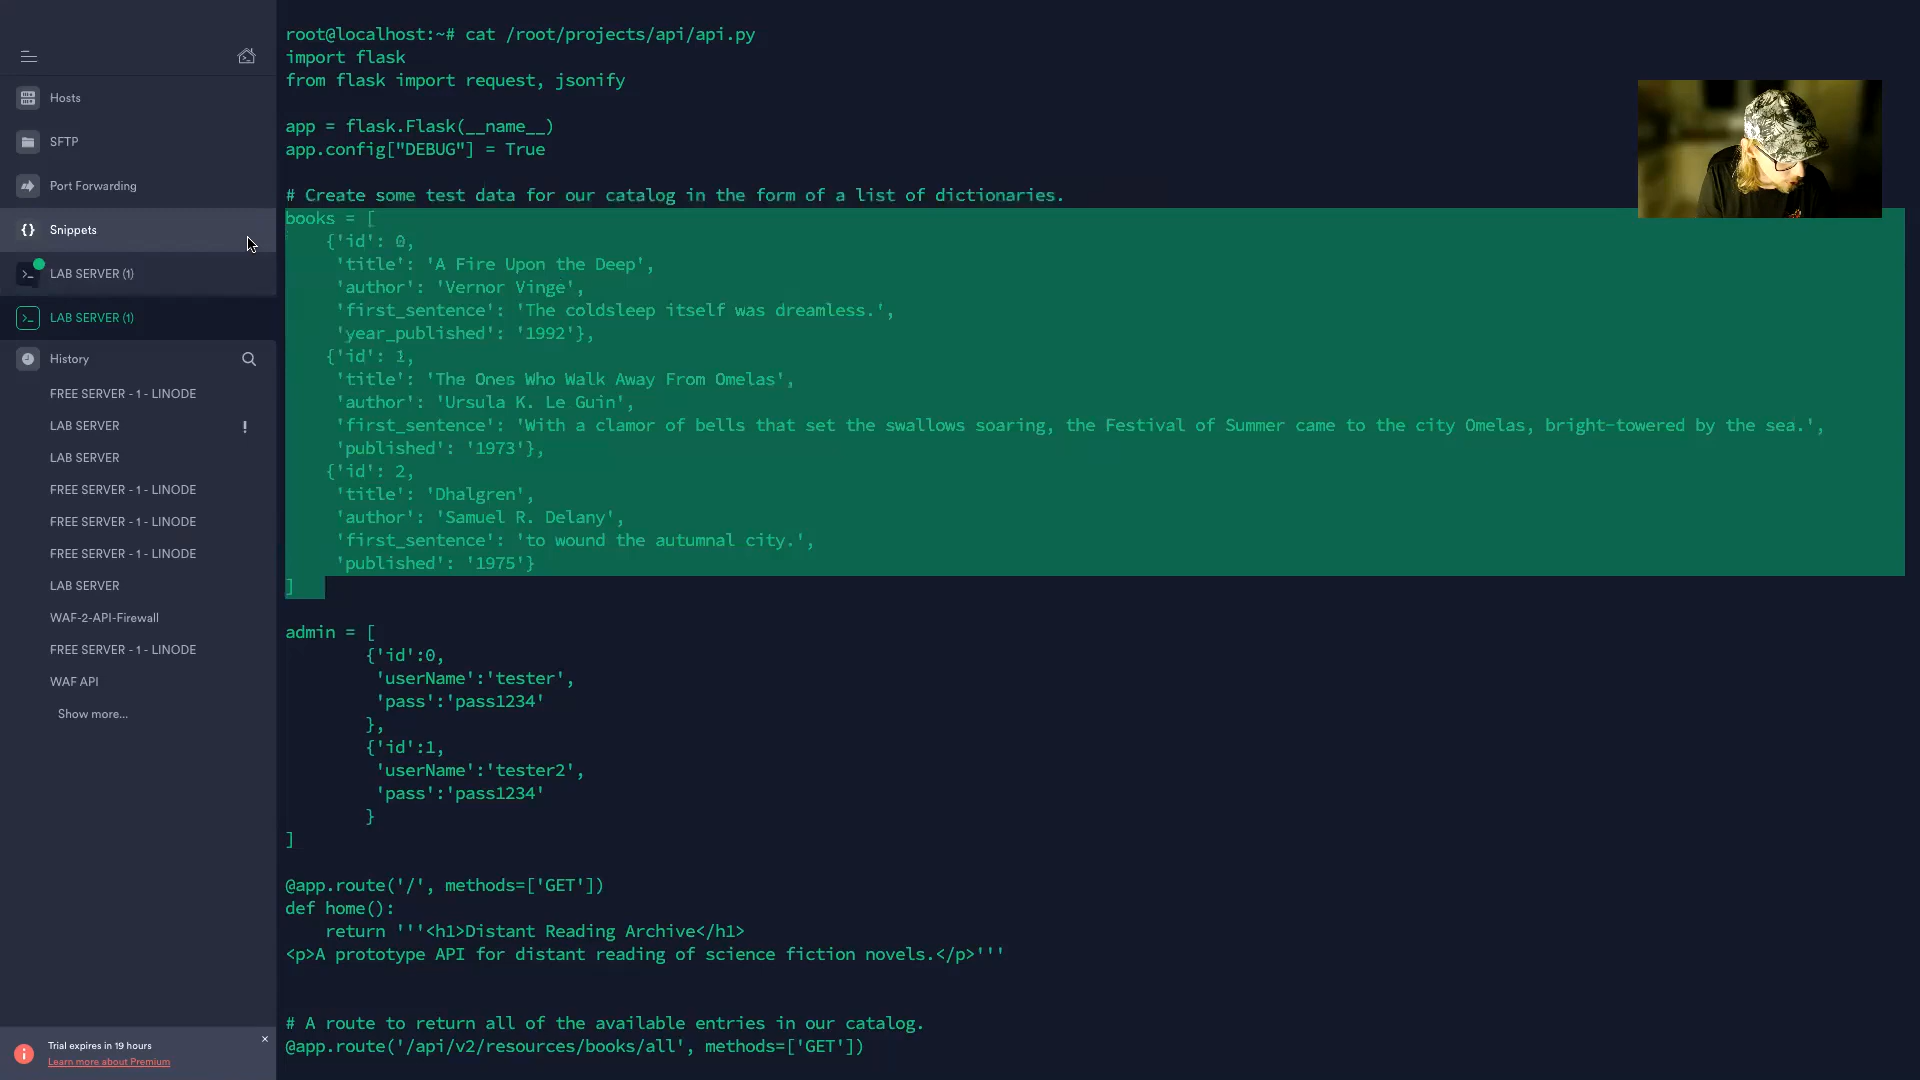 Hosts
SFTP
Port Forwarding
Snippets
LAB SERVER (1)
LAB SERVER (1)
History
FREE SERVER - 1 - LINODE
LAB SERVER
LAB SERVER
FREE SERVER - 1 - LINODE
FREE SERVER - 1 - LINODE
FREE SERVER - 1 - LINODE
LAB SERVER
WAF-2-API-Firewall
FREE SERVER - 1 - LINODE
WAF API
Show more...
Trial expires in 19 hours
Learn more about Premium
root@localhost:~# cat /root/projects/api/api.py
import flask
from flask import request, jsonify
app = flask.Flask(__name__)
app.config["DEBUG"] = True
# Create some test data for our catalog in the form of a list of dictionaries.
books = [
    {'id': 0,
     'title': 'A Fire Upon the Deep',
     'author': 'Vernor Vinge',
     'first_sentence': 'The coldsleep itself was dreamless.',
     'year_published': '1992'},
    {'id': 1,
     'title': 'The Ones Who Walk Away From Omelas',
     'author': 'Ursula K. Le Guin',
     'first_sentence': 'With a clamor of bells that set the swallows soaring, the Festival of Summer came to the city Omelas, bright-towered by the sea.',
     'published': '1973'},
    {'id': 2,
     'title': 'Dhalgren',
     'author': 'Samuel R. Delany',
     'first_sentence': 'to wound the autumnal city.',
     'published': '1975'}
]
admin = [
        {'id':0,
         'userName':'tester',
         'pass':'pass1234'
        },
        {'id':1,
         'userName':'tester2',
         'pass':'pass1234'
        }
]
@app.route('/', methods=['GET'])
def home():
    return '''<h1>Distant Reading Archive</h1>
<p>A prototype API for distant reading of science fiction novels.</p>'''
# A route to return all of the available entries in our catalog.
@app.route('/api/v2/resources/books/all', methods=['GET'])